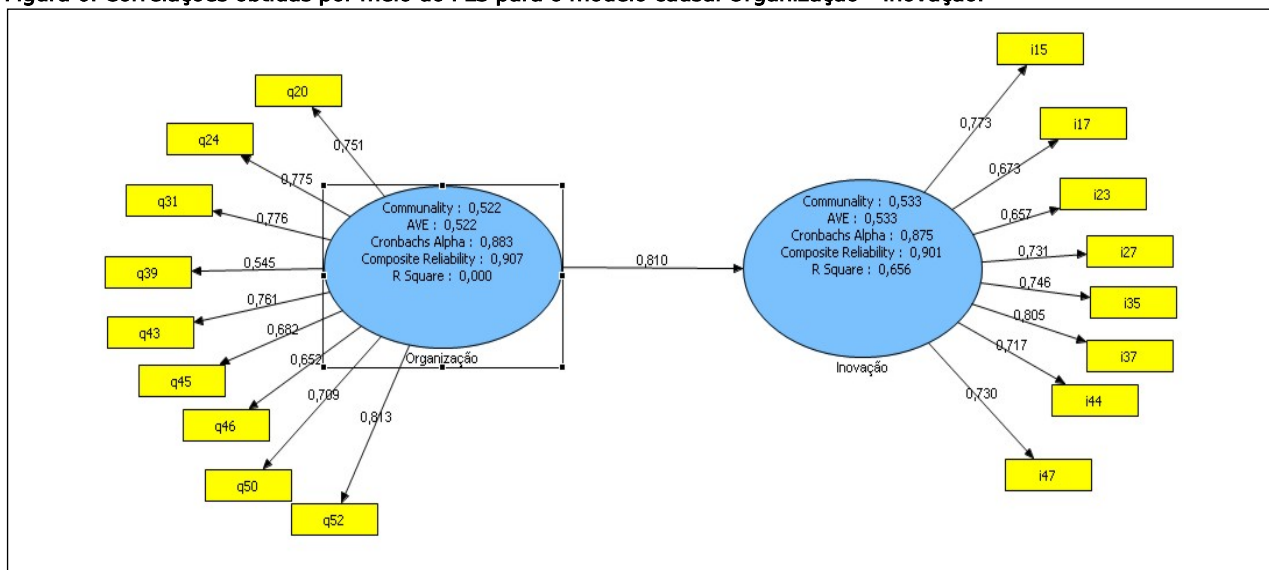 Figura 6. Correlações obtidas por meio do PLS para o modelo causal Organização - Inovação.
q20
0,751
q24
0,775
q31
0,776
q39
0,545
q43
0,761
q45
0,682
q46
0,652
q50
0,709
q52
0,813
Communality : 0,522
AVE : 0,522
Cronbachs Alpha : 0,883
Composite Reliability : 0,907
R Square : 0,000
Organização
0,810
Communality : 0,533
AVE : 0,533
Cronbachs Alpha : 0,875
Composite Reliability : 0,901
R Square : 0,656
Inovação
i15
0,773
i17
0,673
i23
0,657
i27
0,731
i35
0,746
i37
0,805
i44
0,717
i47
0,730